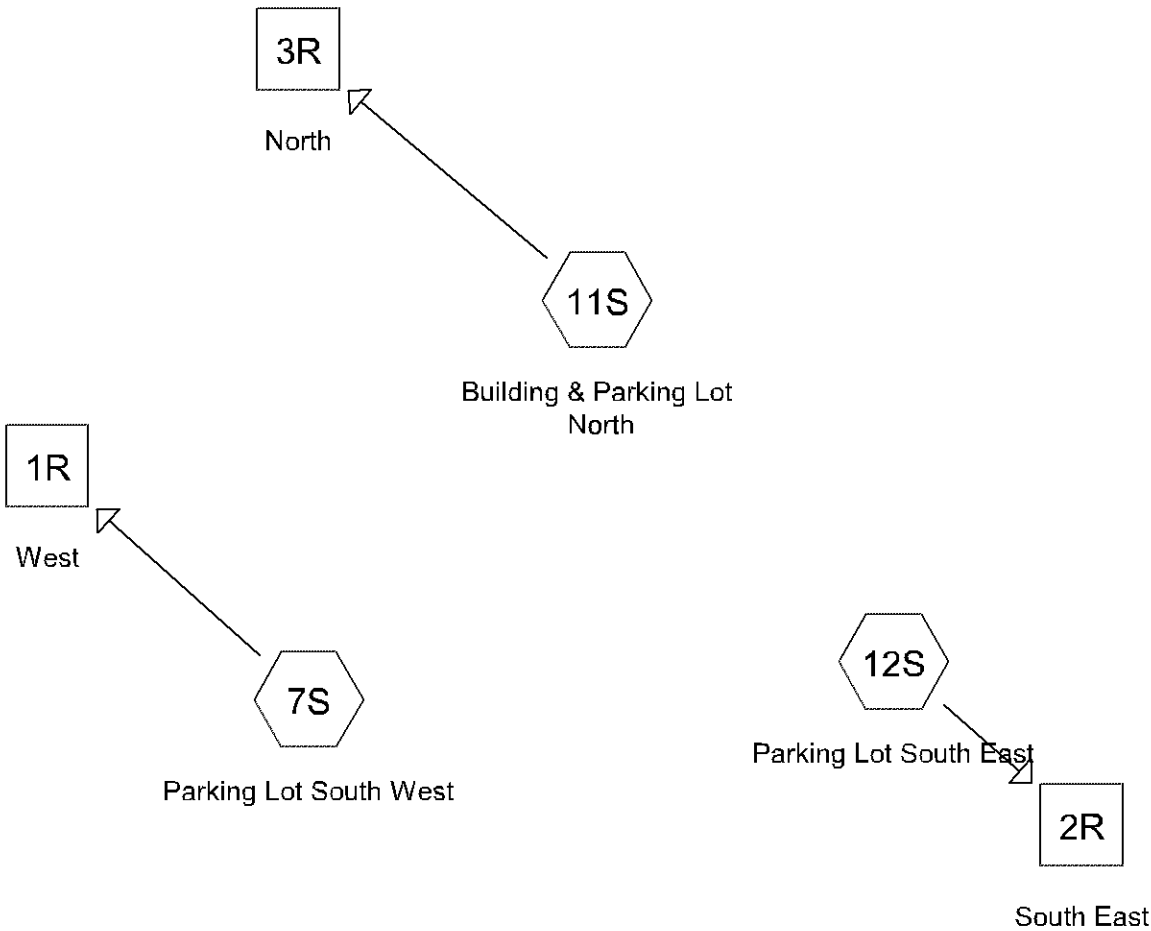 3R
North
11S
Building & Parking Lot
North
1R
West
7S
Parking Lot South West
12S
Parking Lot South East
2R
South East